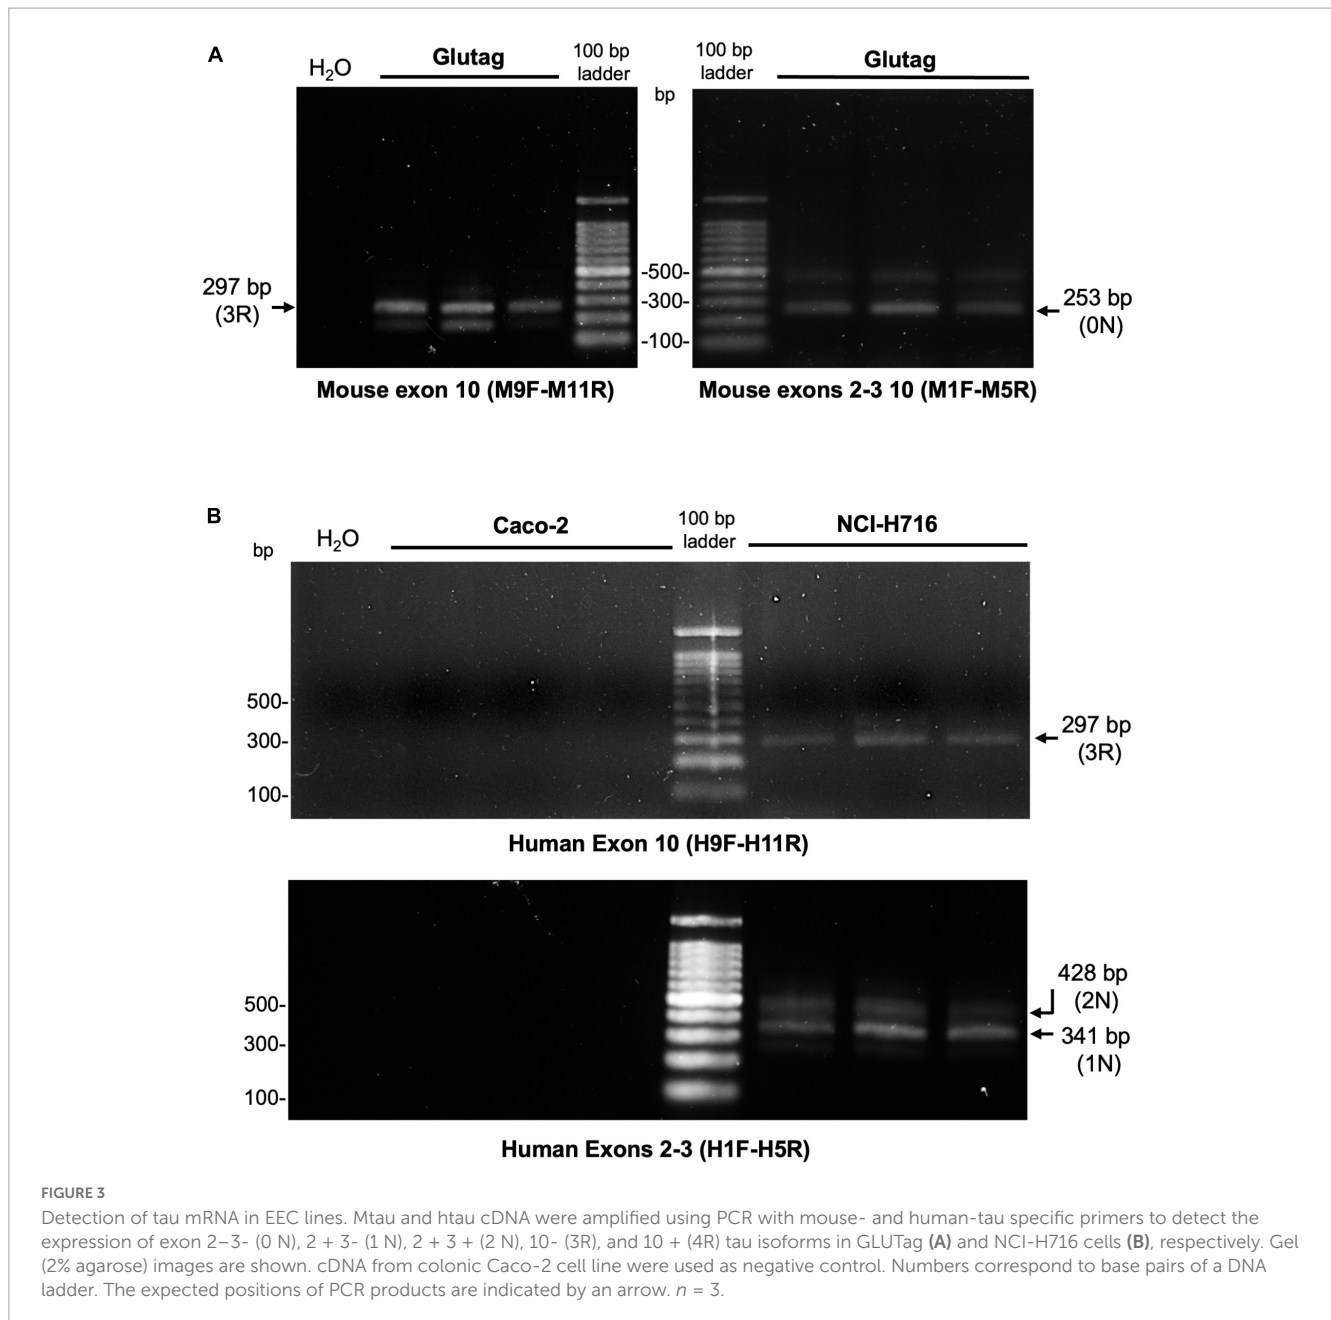 A
H₂O
Glutag
100 bp
ladder
bp
100 bp
ladder
Glutag
297 bp
(3R)
-500-
-300-
-100-
253 bp
(0N)
Mouse exon 10 (M9F-M11R)
Mouse exons 2-3 10 (M1F-M5R)
B
bp
H₂O
Caco-2
100 bp
ladder
NCI-H716
500-
300-
100-
297 bp
(3R)
Human Exon 10 (H9F-H11R)
500-
300-
100-
428 bp
(2N)
341 bp
(1N)
Human Exons 2-3 (H1F-H5R)
FIGURE 3
Detection of tau mRNA in EEC lines. Mtau and htau cDNA were amplified using PCR with mouse- and human-tau specific primers to detect the
expression of exon 2–3- (0 N), 2 + 3- (1 N), 2 + 3 + (2 N), 10- (3R), and 10 + (4R) tau isoforms in GLUTag (A) and NCI-H716 cells (B), respectively. Gel
(2% agarose) images are shown. cDNA from colonic Caco-2 cell line were used as negative control. Numbers correspond to base pairs of a DNA
ladder. The expected positions of PCR products are indicated by an arrow. n = 3.